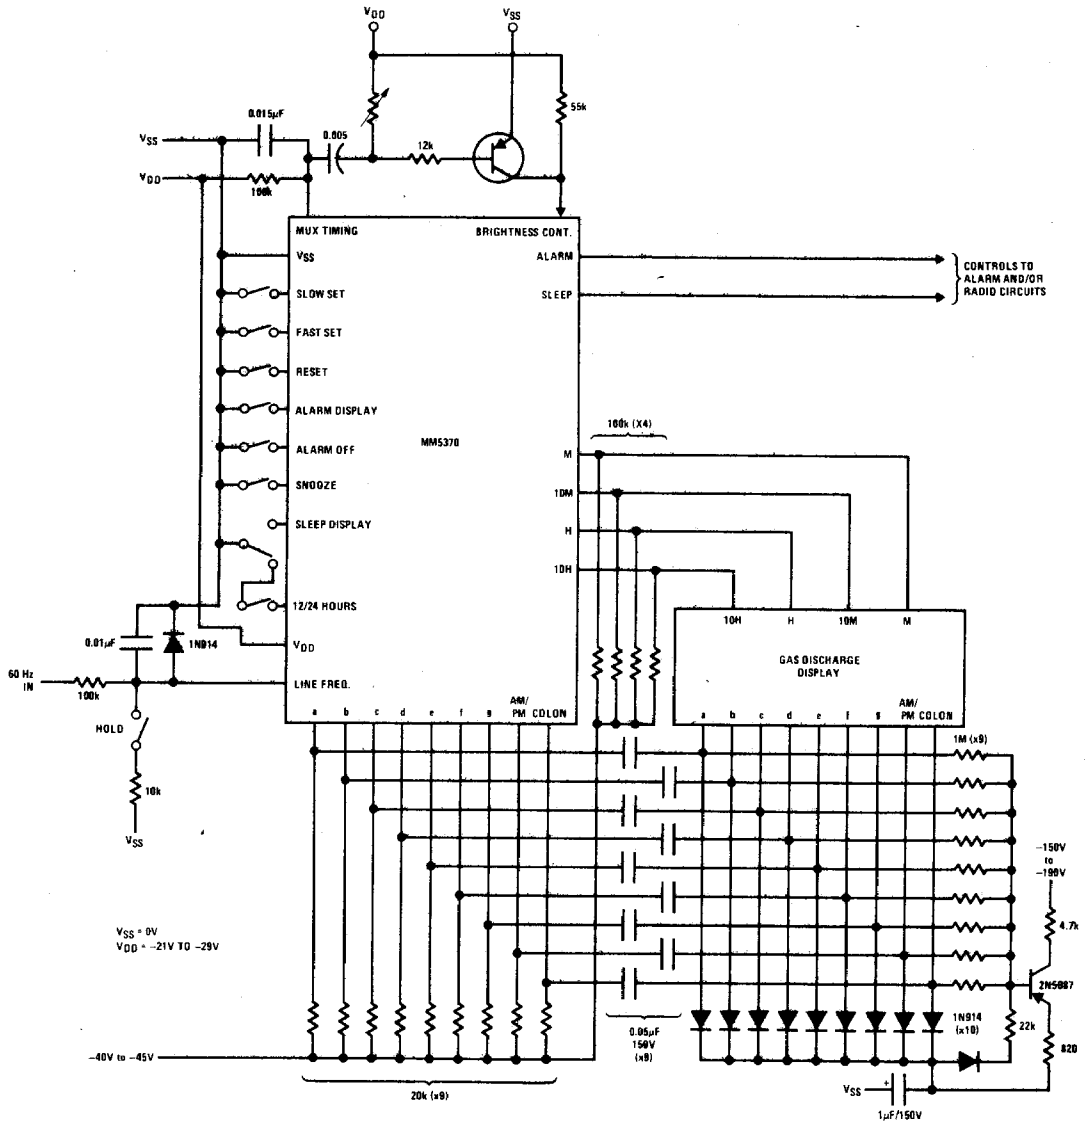 VDD
VSS
55k
0.015µF
VSS
0.005
12k
VDD
100k
MUX TIMING
BRIGHTNESS CONT.
VSS
ALARM
CONTROLS TO
ALARM AND/OR
RADIO CIRCUITS
SLOW SET
SLEEP
FAST SET
RESET
ALARM DISPLAY
100k (X4)
MM5370
ALARM OFF
M
SNOOZE
10M
SLEEP DISPLAY
H
10H
12/24 HOURS
10H
H
10M
M
0.01µF
1N914
VDD
GAS DISCHARGE
DISPLAY
60 Hz
IN
100k
LINE FREQ.
a b c d e f g AM/
PM COLON
a b c d e f g AM/
PM COLON
HOLD
1M (x9)
10k
VSS
-150V
to
-190V
VSS = 0V
VDD = -21V TO -29V
4.7k
2N5087
0.05µF
150V
(x9)
1N914
(x10)
22k
820
-40V to -45V
20k (x9)
VSS
+
1µF/150V